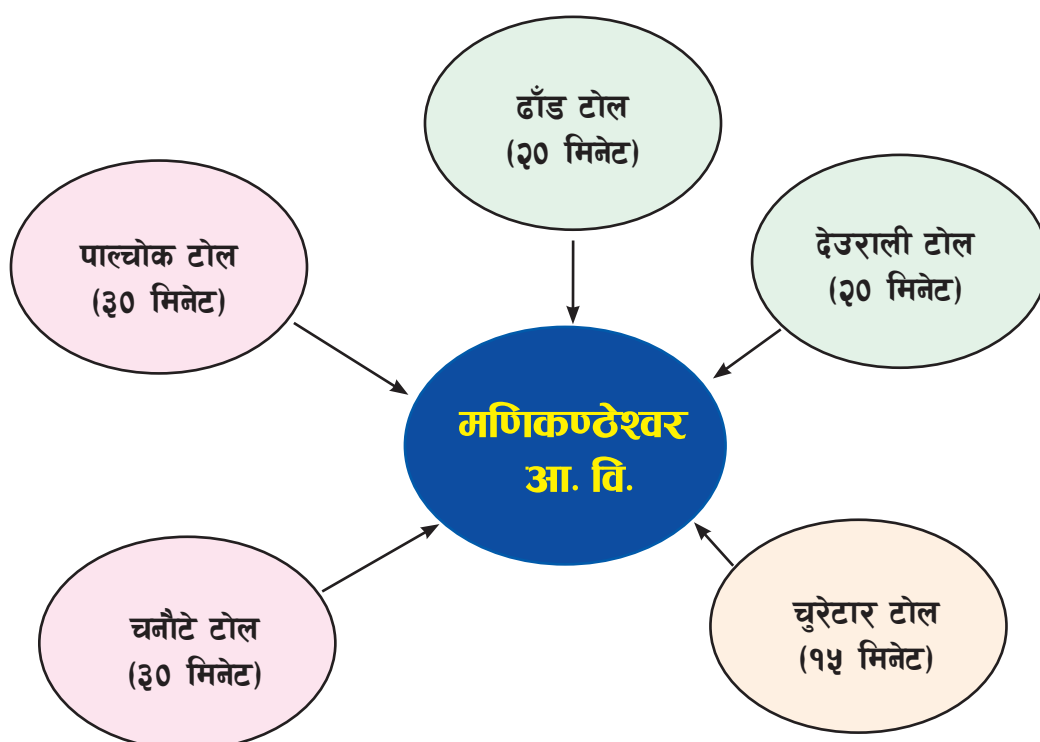 ढाँड टोल
(२० मिनेट)
पाल्चोक टोल
(३० मिनेट)
देउराली टोल
(२० मिनेट)
मणिकण्ठेश्वर
आ. वि.
चनौटे टोल
(३० मिनेट)
चुरेटार टोल
(१५ मिनेट)